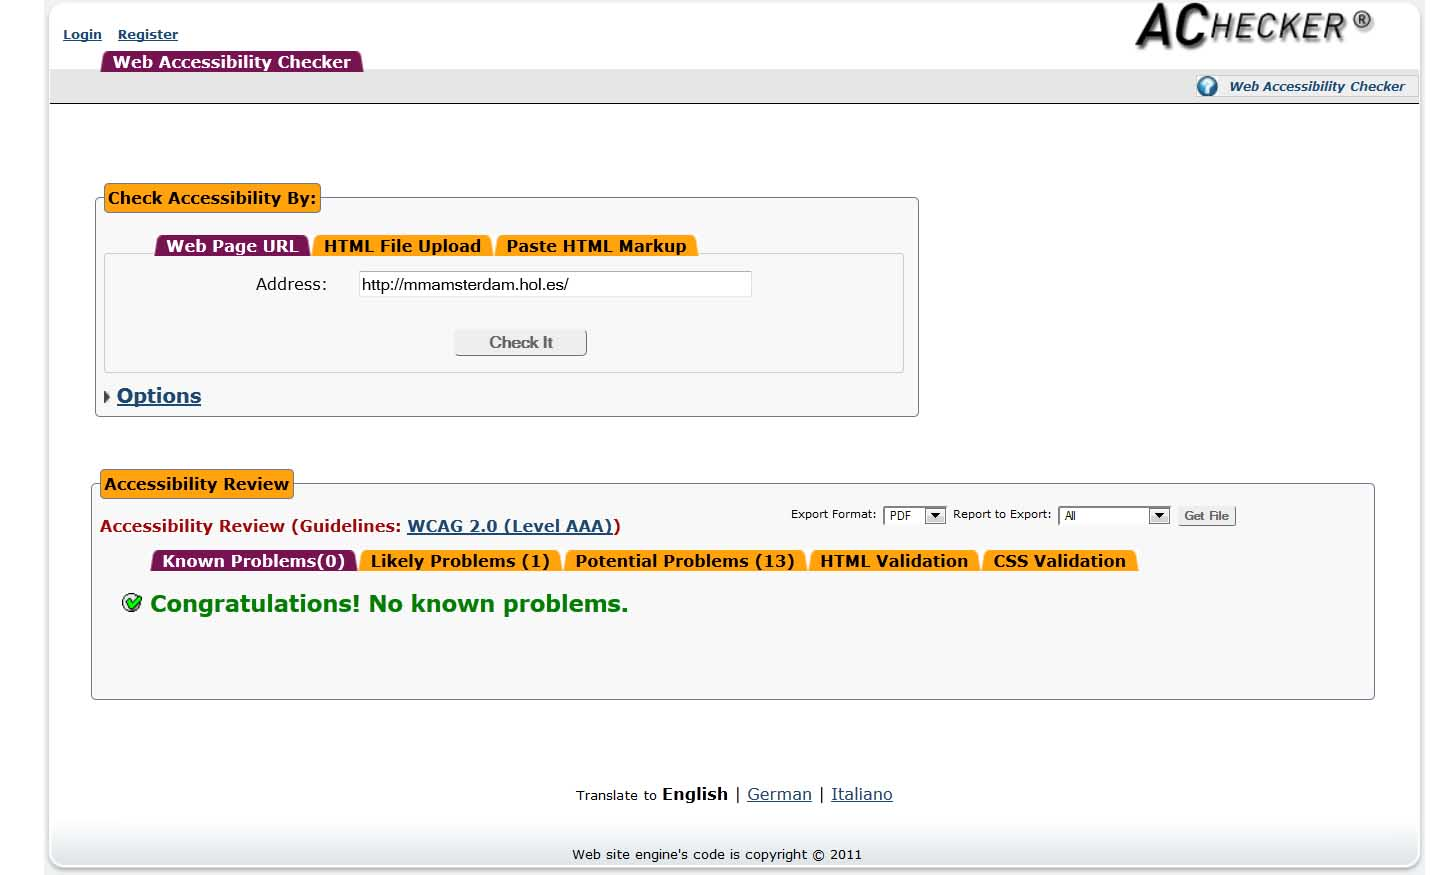 Login Register
ACHECKER ®
Web Accessibility Checker
Web Accessibility Checker
Check Accessibility By:
Web Page URL HTML File Upload Paste HTML Markup
Address: http://mmamsterdam.hol.es/
Check It
Options
Accessibility Review
Accessibility Review (Guidelines: WCAG 2.0 (Level AAA)) Export Format: PDF Report to Export: All Get File
Known Problems(0) Likely Problems (1) Potential Problems (13) HTML Validation CSS Validation
Congratulations! No known problems.
Translate to English | German | Italiano
Web site engine's code is copyright © 2011